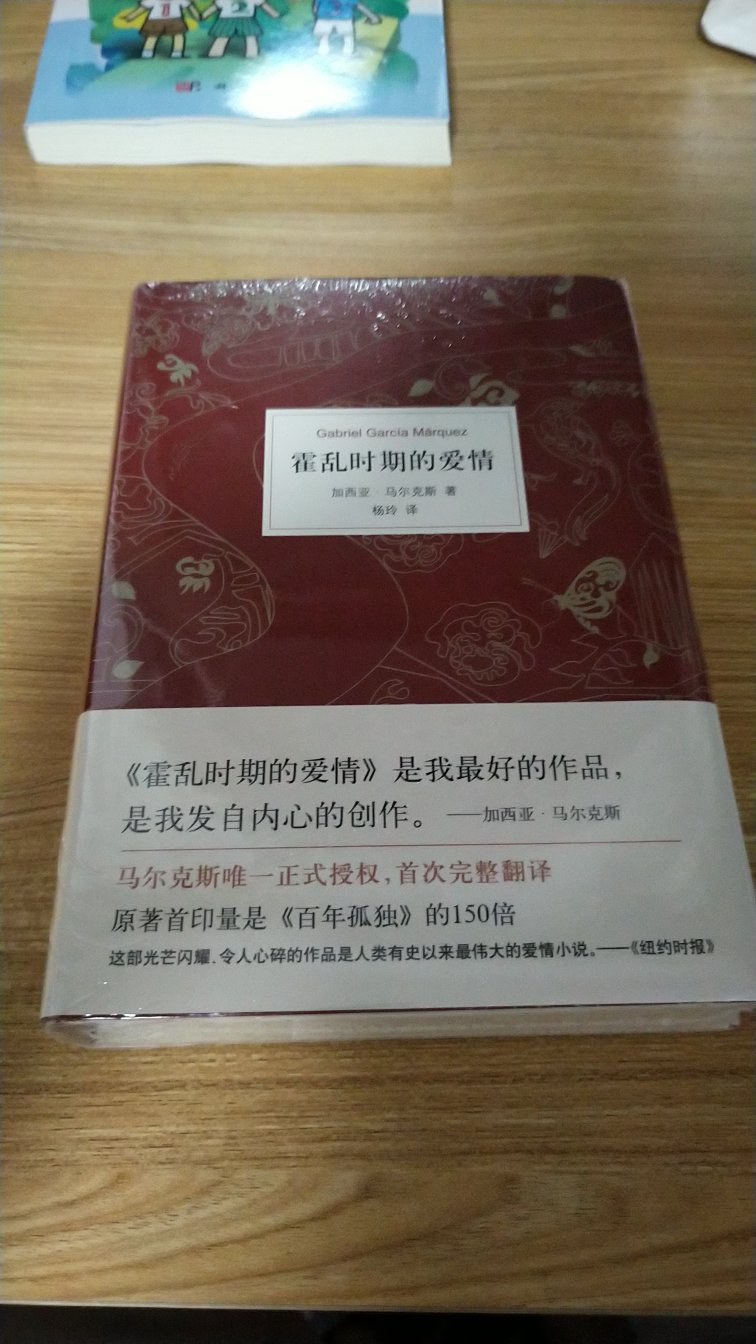 1
2
Gabriel García Márquez
霍乱时期的爱情
加西亚·马尔克斯 著
杨玲 译
《霍乱时期的爱情》是我最好的作品，
是我发自内心的创作。——加西亚·马尔克斯
马尔克斯唯一正式授权，首次完整翻译
原著首印量是《百年孤独》的150倍
这部光芒闪耀、令人心碎的作品是人类有史以来最伟大的爱情小说。——《纽约时报》